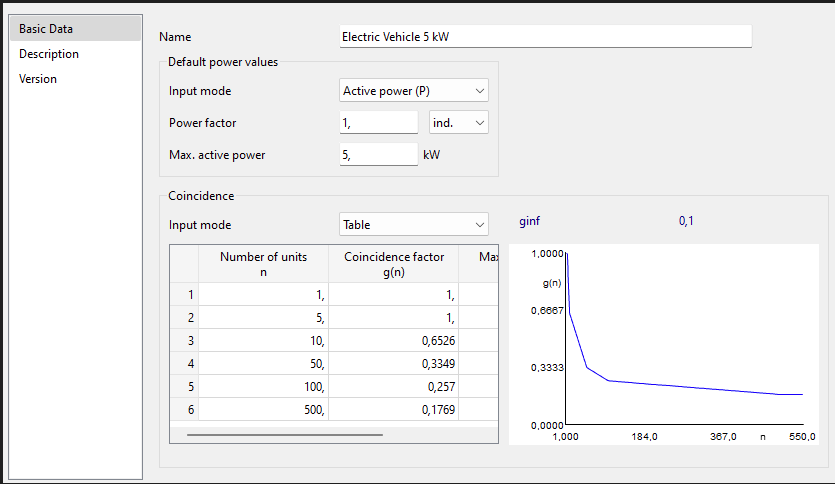 Basic Data
Description
Version
Name Electric Vehicle 5 kW
Default power values
Input mode Active power (P)
Power factor 1, ind.
Max. active power 5, kW
Coincidence
Input mode Table
ginf 0,1
Number of units Coincidence factor Max
n g(n)
1 1, 1,
2 5, 1,
3 10, 0,6526
4 50, 0,3349
5 100, 0,257
6 500, 0,1769
1,0000
g(n)
0,6667
0,3333
0,0000
1,000 184,0 367,0 n 550,0